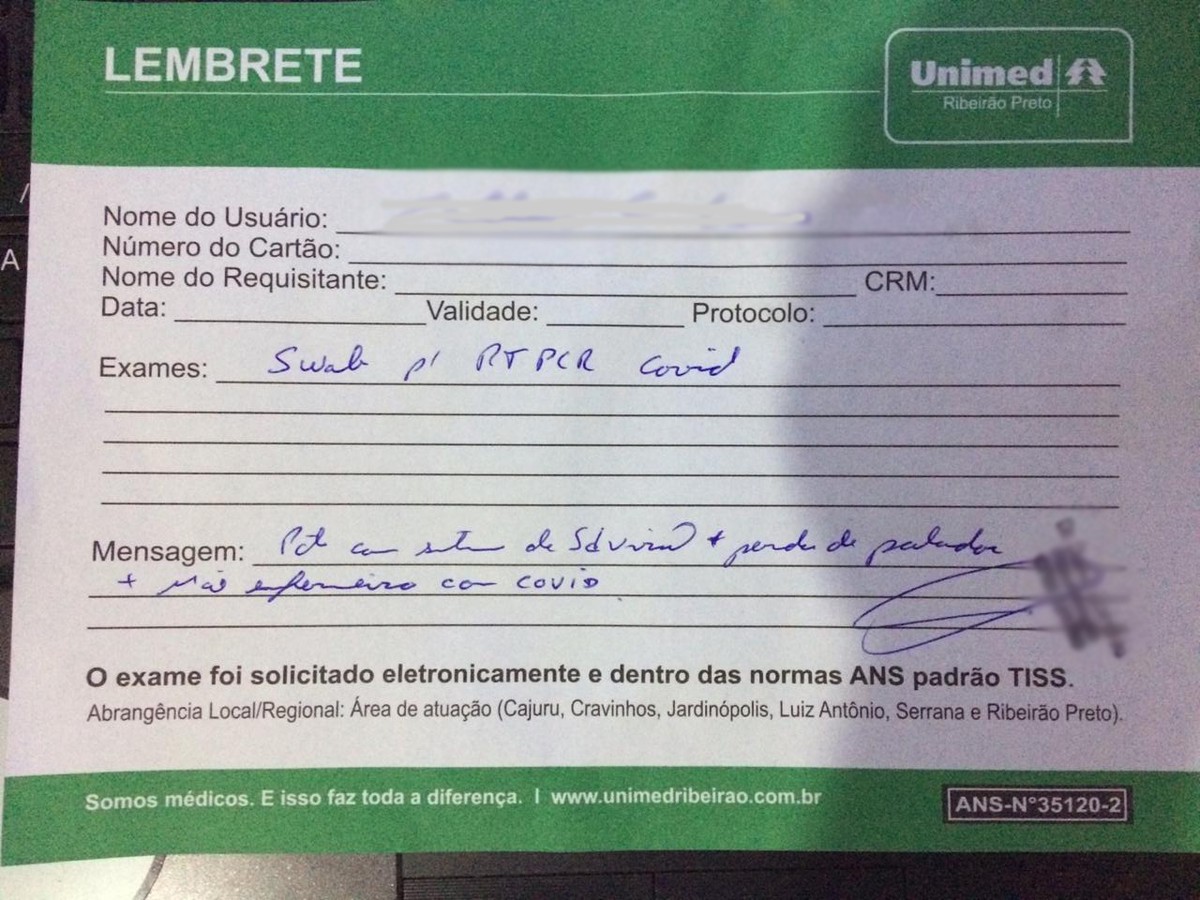 LEMBRETE
Unimed
Ribeirão Preto
Nome do Usuário:
Número do Cartão:
Nome do Requisitante: CRM:
Data: Validade: Protocolo:
Exames: Swab p/ RT PCR Covid
Mensagem: Pct com de + perda de paladar
+ mãe enfermeira com covid
O exame foi solicitado eletronicamente e dentro das normas ANS padrão TISS.
Abrangência Local/Regional: Área de atuação (Cajuru, Cravinhos, Jardinópolis, Luiz Antônio, Serrana e Ribeirão Preto).
Somos médicos. E isso faz toda a diferença. | www.unimedribeirao.com.br
ANS-N°35120-2
A
/